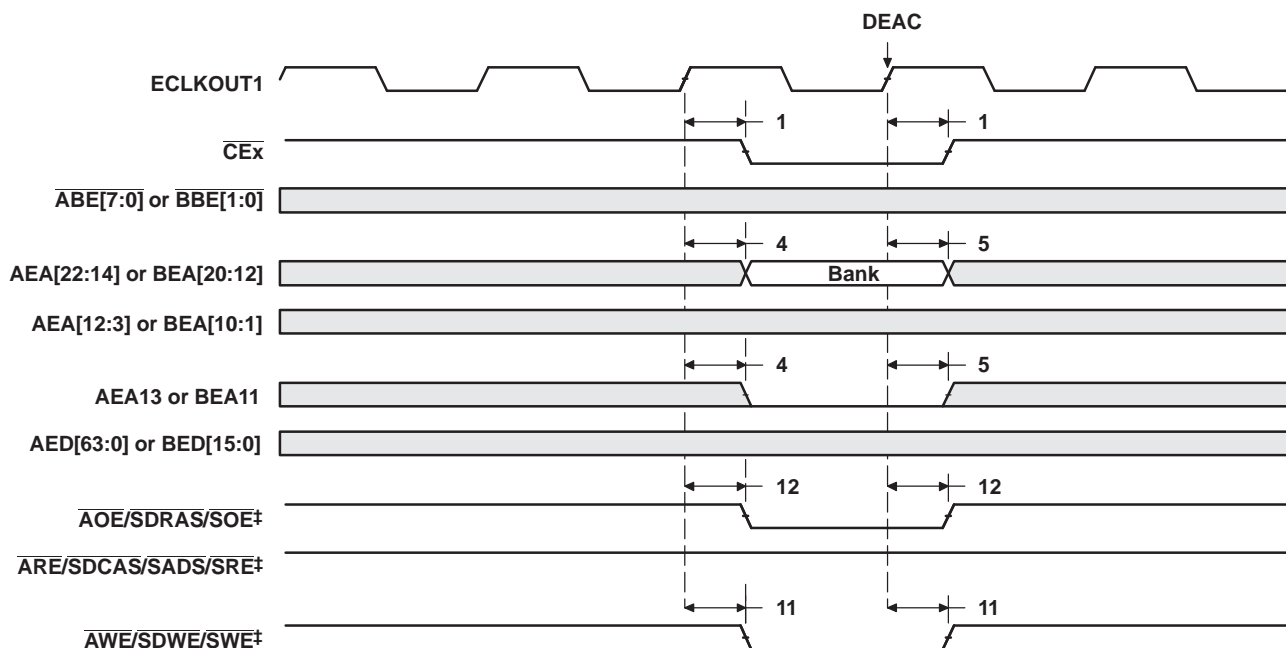 DEAC
ECLKOUT1
1 1
CEx
ABE[7:0] or BBE[1:0]
4 5
AEA[22:14] or BEA[20:12] Bank
AEA[12:3] or BEA[10:1]
4 5
AEA13 or BEA11
AED[63:0] or BED[15:0]
12 12
AOE/SDRAS/SOE‡
ARE/SDCAS/SADS/SRE‡
11 11
AWE/SDWE/SWE‡